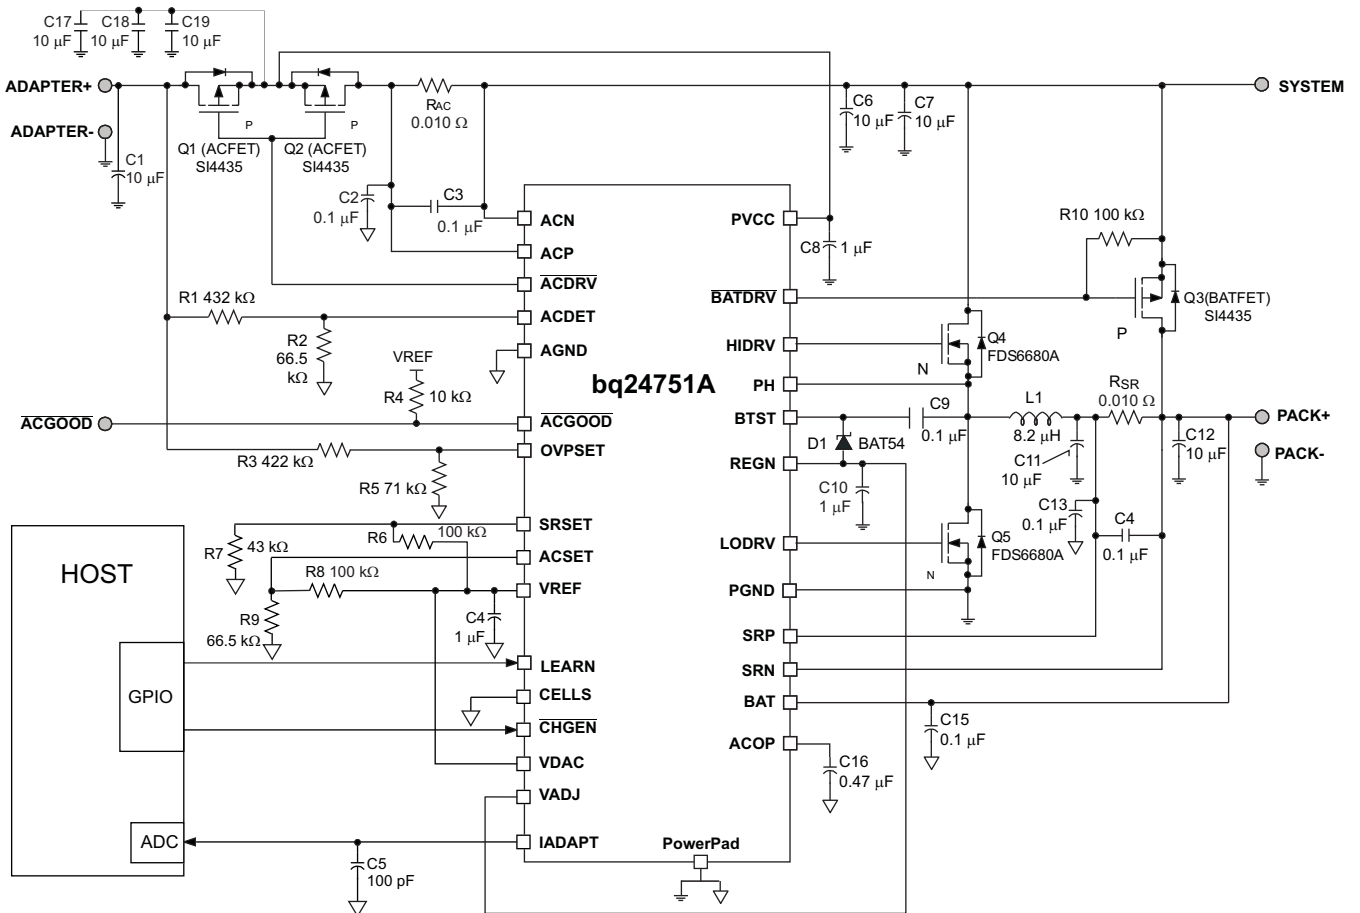 C17
10 µF
C18
10 µF
C19
10 µF
ADAPTER+
ADAPTER-
C1
10 µF
P
Q1 (ACFET)
SI4435
P
Q2 (ACFET)
SI4435
RAC
0.010 Ω
C6
10 µF
C7
10 µF
SYSTEM
C2
0.1 µF
C3
0.1 µF
ACN
ACP
ACDRV
ACDET
AGND
ACGOOD
OVPSET
SRSET
ACSET
VREF
LEARN
CELLS
CHGEN
VDAC
VADJ
IADAPT
bq24751A
PVCC
BATDRV
HIDRV
PH
BTST
REGN
LODRV
PGND
SRP
SRN
BAT
ACOP
PowerPad
R1 432 kΩ
R2
66.5
kΩ
VREF
R4
10 kΩ
ACGOOD
R3 422 kΩ
R5 71 kΩ
R6
100 kΩ
R7
43 kΩ
R8 100 kΩ
R9
66.5 kΩ
C4
1 µF
HOST
GPIO
ADC
C5
100 pF
C8
1 µF
R10 100 kΩ
Q3(BATFET)
SI4435
P
Q4
FDS6680A
N
D1
BAT54
C9
0.1 µF
L1
8.2 µH
RSR
0.010 Ω
PACK+
PACK-
C10
1 µF
C11
10 µF
C12
10 µF
C13
0.1 µF
C4
0.1 µF
Q5
FDS6680A
N
C15
0.1 µF
C16
0.47 µF